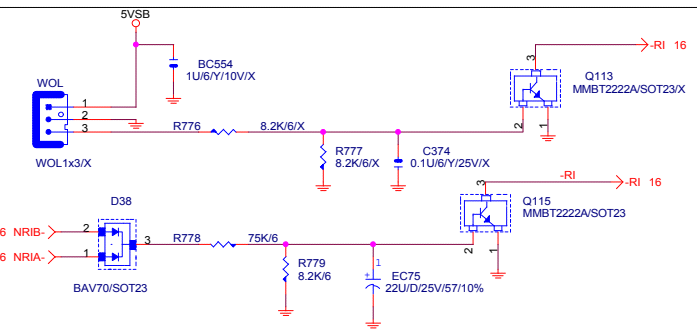 5VSB
BC554
1U/6/Y/10V/X
WOL
1
2
3
WOL1x3/X
R776
8.2K/6/X
R777
8.2K/6/X
C374
0.1U/6/Y/25V/X
3
2
1
Q113
MMBT2222A/SOT23/X
-RI 16
D38
6 NRIB-
2
6 NRIA-
1
3
BAV70/SOT23
R778
75K/6
R779
8.2K/6
+
1
EC75
22U/D/25V/57/10%
3
2
1
-RI
-RI 16
Q115
MMBT2222A/SOT23